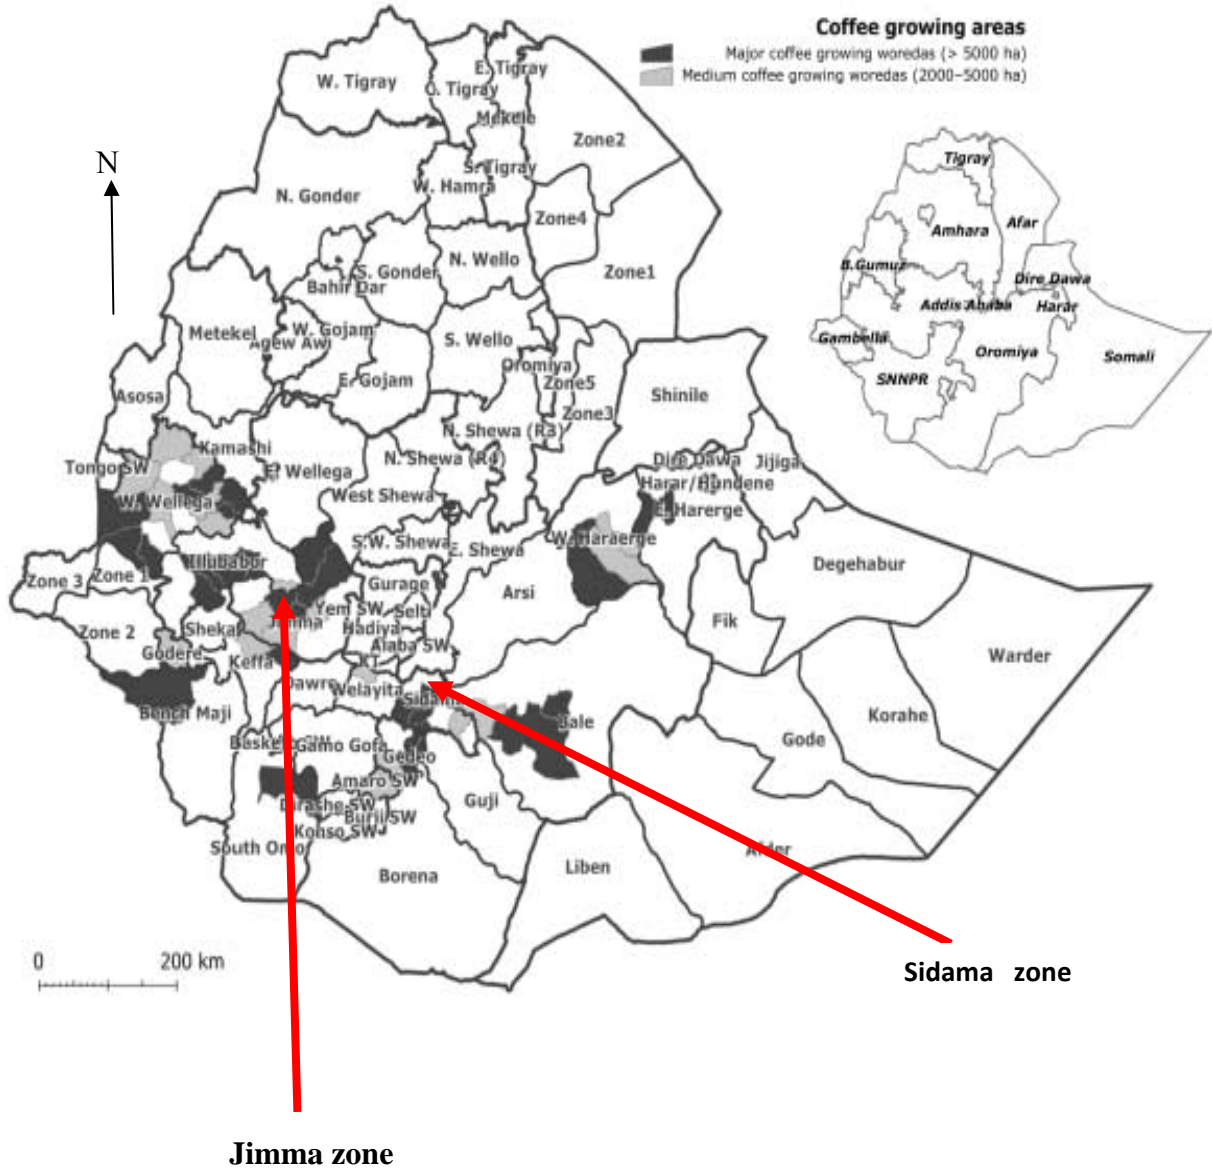 Coffee growing areas
Major coffee growing woredas (> 5000 ha)
Medium coffee growing woredas (2000–5000 ha)
N
W. Tigray
E. Tigray
C. Tigray
Mekele
Zone2
S. Tigray
W. Hamra
N. Gonder
Zone4
N. Wello
Zone1
S. Gonder
Bahir Dar
Metekel
W. Gojam
Agew Awi
S. Wello
Oromiya
E. Gojam
Zone5
Zone3
Asosa
Shinile
N. Shewa (R3)
Kamashi
N. Shewa (R4)
Dire Dawa
Jijiga
Tongo SW
E. Wellega
Harar/Hundene
West Shewa
W. Wellega
E. Harerge
S.W. Shewa
E. Shewa
W. Haraerge
Illubabor
Degehabur
Zone 3
Zone 1
Gurage
Arsi
Yem SW
Selti
Fik
Jimma
Hadiya
Zone 2
Sheka
Alaba SW
Godere
Keffa
KT
Warder
Dawro
Welayita
Sidama
Bench Maji
Korahe
Bale
Gode
Gamo Gofa
Gedeo
Amaro SW
Guji
Dirashe SW
Burji SW
Konso SW
South Omo
Afder
Liben
Borena
0 200 km
Tigray
Afar
Amhara
B.Gumuz
Dire Dawa
Addis Ababa
Harar
Gambella
Oromiya
Somali
SNNPR
Sidama zone
Jimma zone